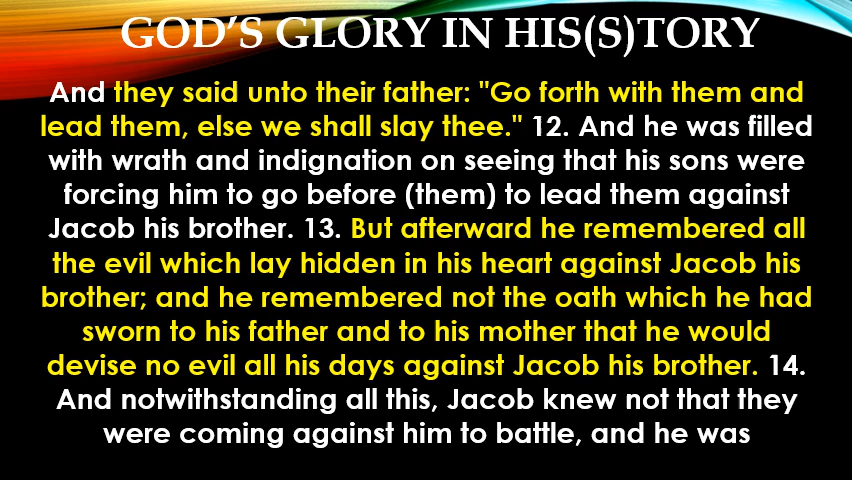 GOD’S GLORY IN HIS(S)TORY
And they said unto their father: "Go forth with them and
lead them, else we shall slay thee." 12. And he was filled
with wrath and indignation on seeing that his sons were
forcing him to go before (them) to lead them against
Jacob his brother. 13. But afterward he remembered all
the evil which lay hidden in his heart against Jacob his
brother; and he remembered not the oath which he had
sworn to his father and to his mother that he would
devise no evil all his days against Jacob his brother. 14.
And notwithstanding all this, Jacob knew not that they
were coming against him to battle, and he was